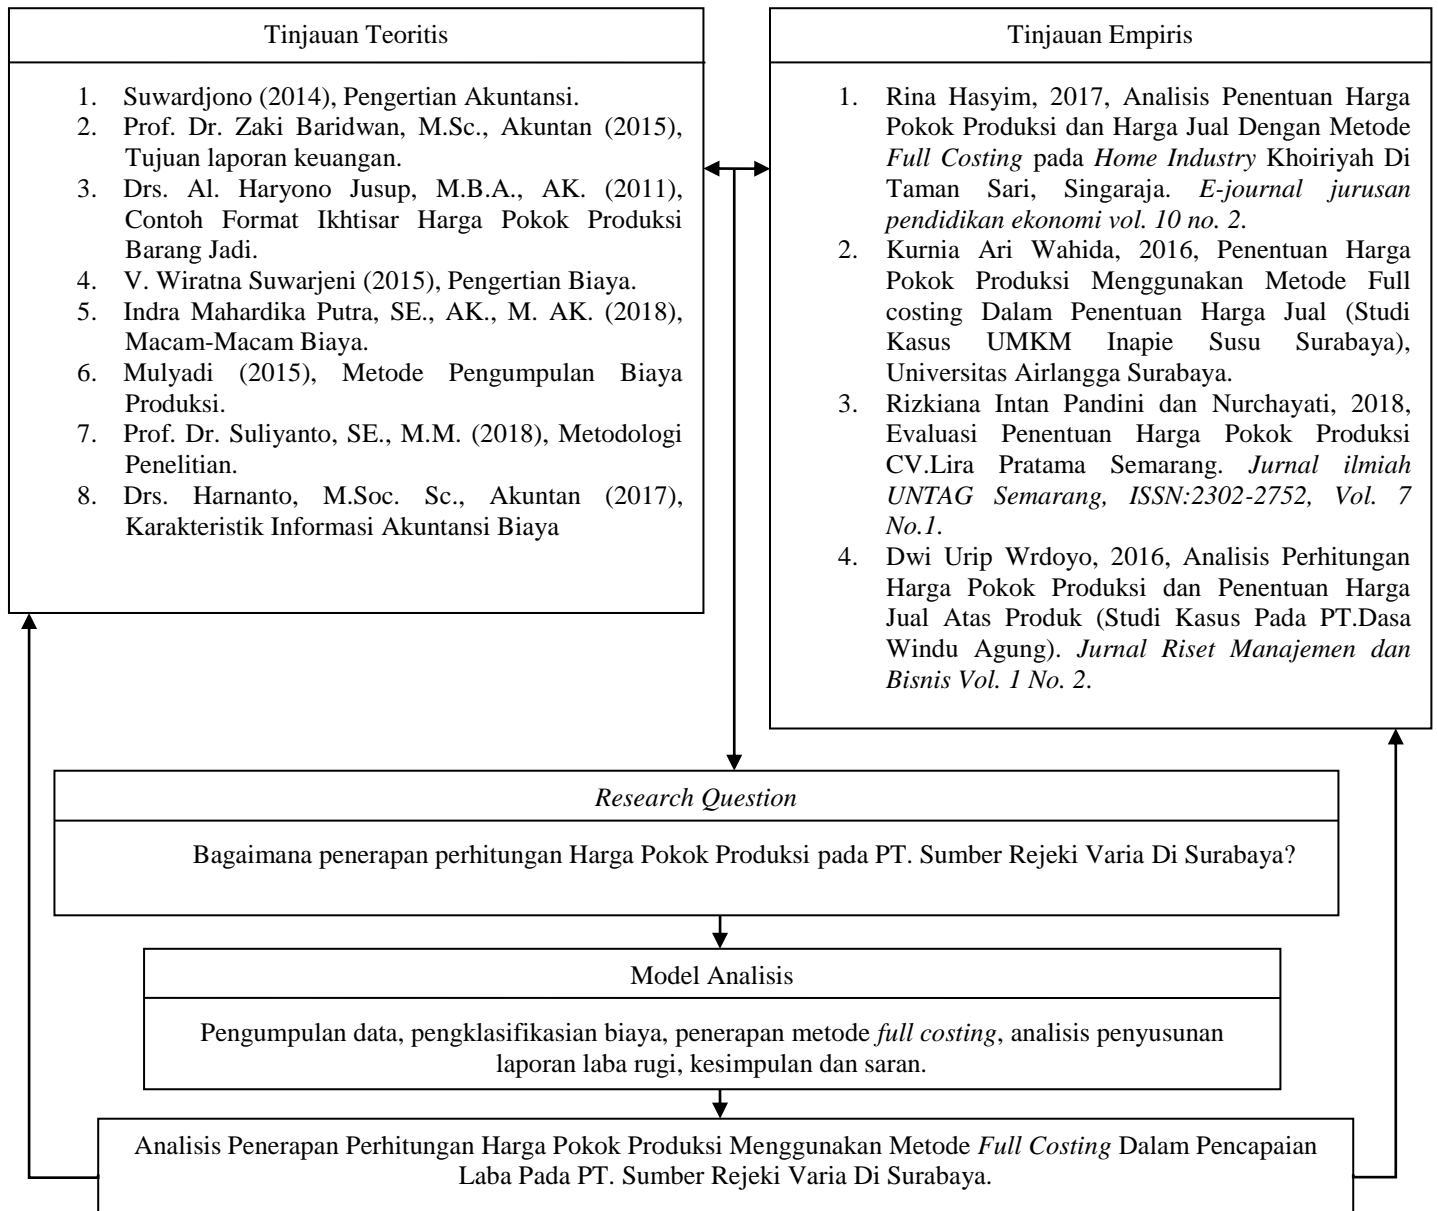 Tinjauan Teoritis
1. Suwardjono (2014), Pengertian Akuntansi.
2. Prof. Dr. Zaki Baridwan, M.Sc., Akuntan (2015),
Tujuan laporan keuangan.
3. Drs. Al. Haryono Jusup, M.B.A., AK. (2011),
Contoh Format Ikhtisar Harga Pokok Produksi
Barang Jadi.
4. V. Wiratna Suwarjeni (2015), Pengertian Biaya.
5. Indra Mahardika Putra, SE., AK., M. AK. (2018),
Macam-Macam Biaya.
6. Mulyadi (2015), Metode Pengumpulan Biaya
Produksi.
7. Prof. Dr. Suliyanto, SE., M.M. (2018), Metodologi
Penelitian.
8. Drs. Harnanto, M.Soc. Sc., Akuntan (2017),
Karakteristik Informasi Akuntansi Biaya
Tinjauan Empiris
1. Rina Hasyim, 2017, Analisis Penentuan Harga
Pokok Produksi dan Harga Jual Dengan Metode
Full Costing pada Home Industry Khoiriyah Di
Taman Sari, Singaraja. E-journal jurusan
pendidikan ekonomi vol. 10 no. 2.
2. Kurnia Ari Wahida, 2016, Penentuan Harga
Pokok Produksi Menggunakan Metode Full
costing Dalam Penentuan Harga Jual (Studi
Kasus UMKM Inapie Susu Surabaya),
Universitas Airlangga Surabaya.
3. Rizkiana Intan Pandini dan Nurchayati, 2018,
Evaluasi Penentuan Harga Pokok Produksi
CV.Lira Pratama Semarang. Jurnal ilmiah
UNTAG Semarang, ISSN:2302-2752, Vol. 7
No.1.
4. Dwi Urip Wrdoyo, 2016, Analisis Perhitungan
Harga Pokok Produksi dan Penentuan Harga
Jual Atas Produk (Studi Kasus Pada PT.Dasa
Windu Agung). Jurnal Riset Manajemen dan
Bisnis Vol. 1 No. 2.
Research Question
Bagaimana penerapan perhitungan Harga Pokok Produksi pada PT. Sumber Rejeki Varia Di Surabaya?
Model Analisis
Pengumpulan data, pengklasifikasian biaya, penerapan metode full costing, analisis penyusunan
laporan laba rugi, kesimpulan dan saran.
Analisis Penerapan Perhitungan Harga Pokok Produksi Menggunakan Metode Full Costing Dalam Pencapaian
Laba Pada PT. Sumber Rejeki Varia Di Surabaya.